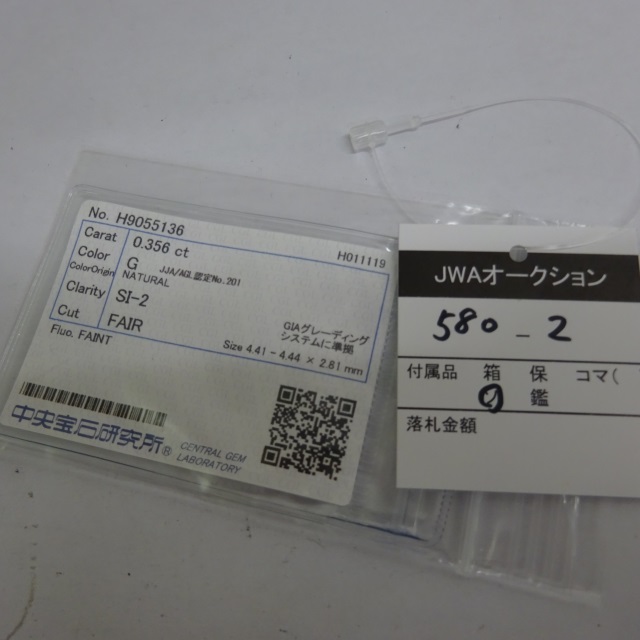 No. H9055136
H011119
Carat 0.356 ct
Color G JJA/AGL認定No.201
ColorOrigin NATURAL
Clarity SI-2
Cut FAIR
GIAグレーディング
システムに準拠
Fluo. FAINT
Size 4.41 - 4.44 × 2.81 mm
中央宝石研究所®
CENTRAL GEM
LABORATORY
JWAオークション
580 - 2
付属品 箱 保 コマ(
鑑
落札金額